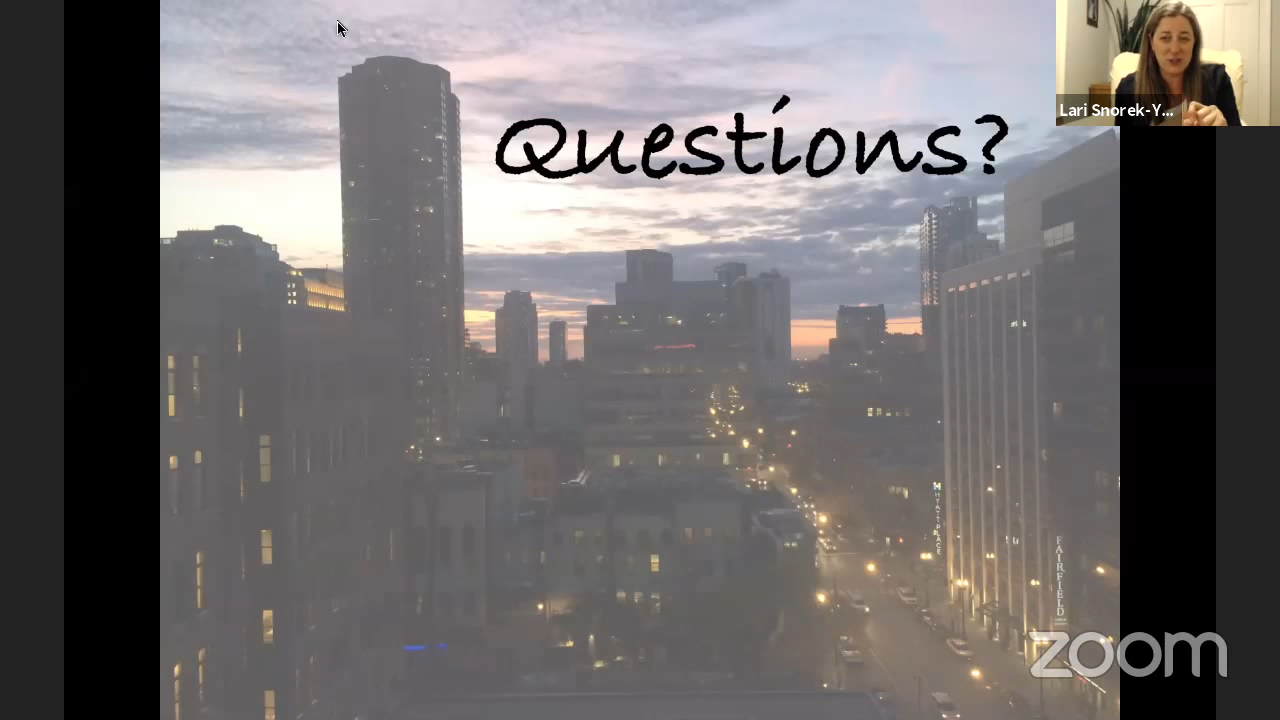 Questions?
Lari Snorek-Y...
HYATT PLACE
FAIRFIELD
zoom